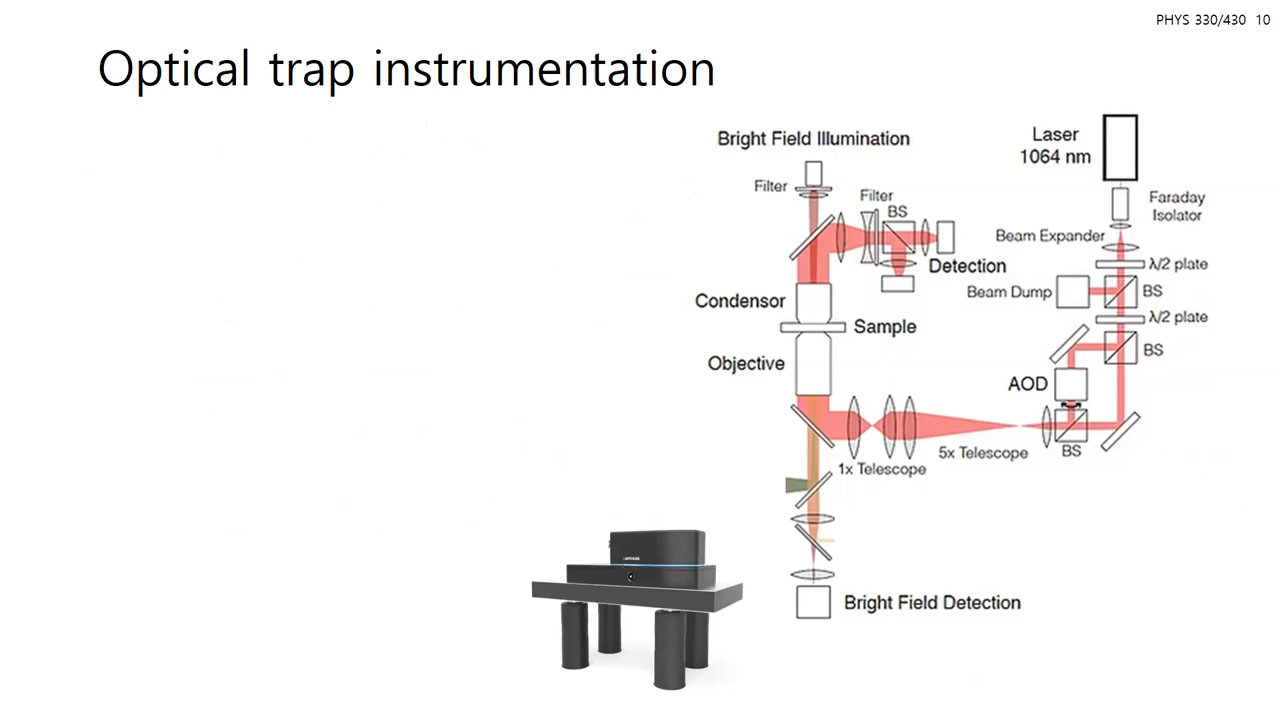 PHYS 330/430 10
Optical trap instrumentation
Bright Field Illumination
Filter
Filter
BS
Detection
Condensor
Sample
Objective
1x Telescope
5x Telescope
Bright Field Detection
Laser
1064 nm
Faraday
Isolator
Beam Expander
λ/2 plate
Beam Dump
BS
λ/2 plate
BS
AOD
BS